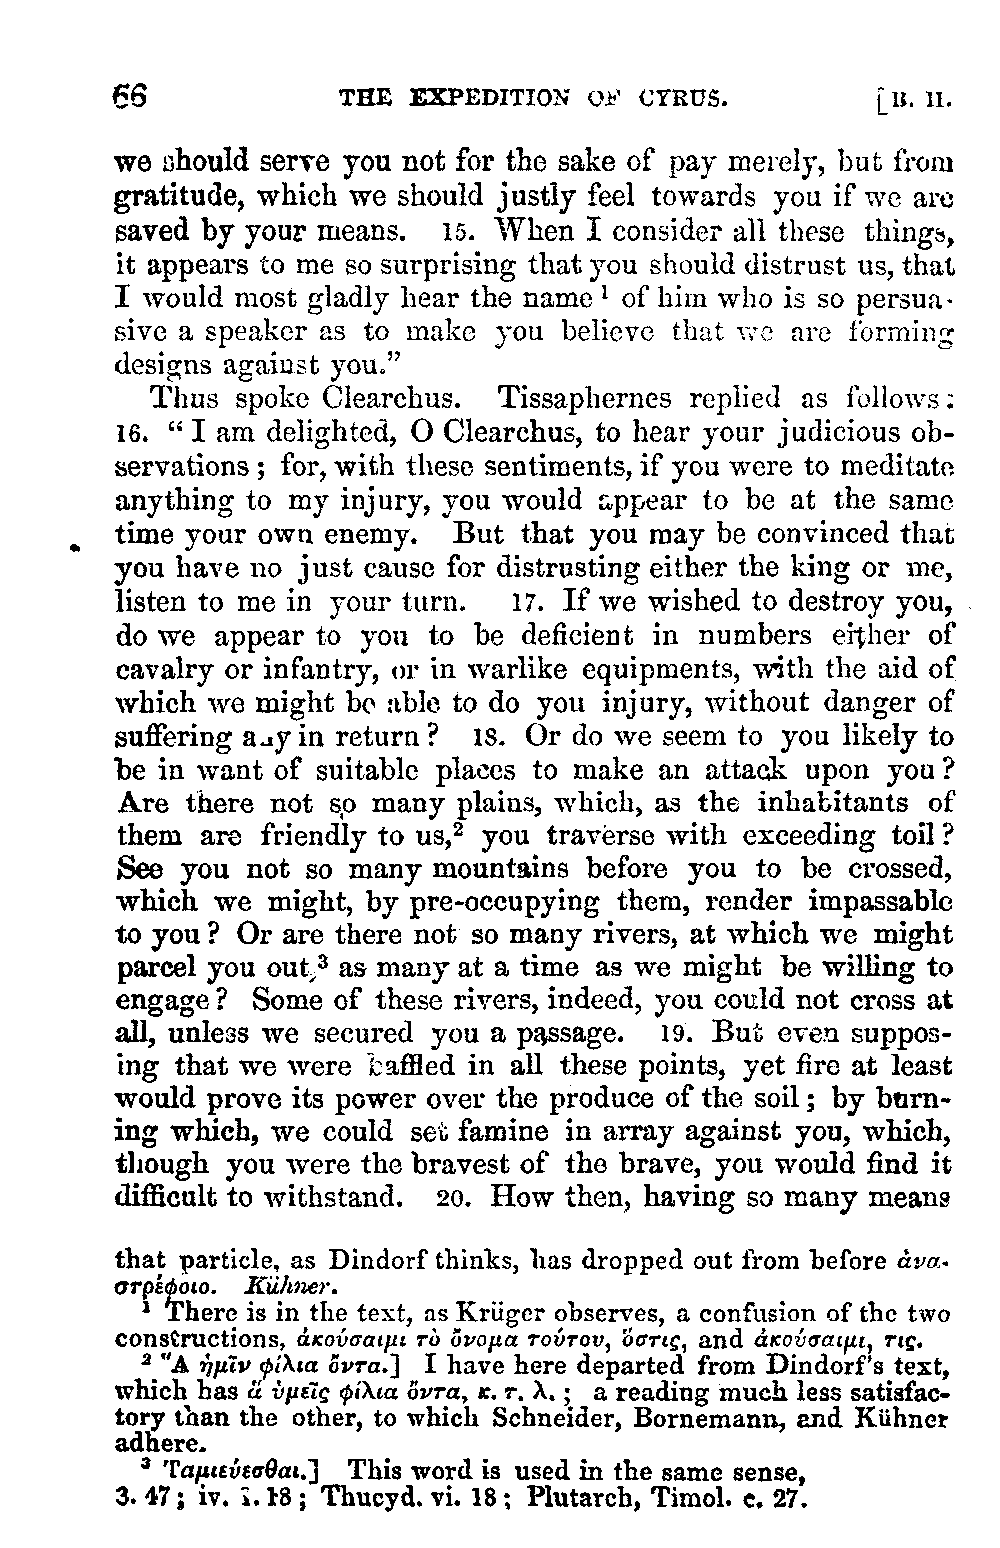 66 THE EXPEDITION OF CYRUS. [B. II.
we should serve you not for the sake of pay merely, but from
gratitude, which we should justly feel towards you if we are
saved by your means. 15. When I consider all these things,
it appears to me so surprising that you should distrust us, that
I would most gladly hear the name ¹ of him who is so persua-
sive a speaker as to make you believe that we are forming
designs against you.”
Thus spoke Clearchus. Tissaphernes replied as follows:
16. “I am delighted, O Clearchus, to hear your judicious ob-
servations; for, with these sentiments, if you were to meditate
anything to my injury, you would appear to be at the same
time your own enemy. But that you may be convinced that
you have no just cause for distrusting either the king or me,
listen to me in your turn. 17. If we wished to destroy you,
do we appear to you to be deficient in numbers either of
cavalry or infantry, or in warlike equipments, with the aid of
which we might be able to do you injury, without danger of
suffering any in return? 18. Or do we seem to you likely to
be in want of suitable places to make an attack upon you?
Are there not so many plains, which, as the inhabitants of
them are friendly to us,² you traverse with exceeding toil?
See you not so many mountains before you to be crossed,
which we might, by pre-occupying them, render impassable
to you? Or are there not so many rivers, at which we might
parcel you out,³ as many at a time as we might be willing to
engage? Some of these rivers, indeed, you could not cross at
all, unless we secured you a passage. 19. But even suppos-
ing that we were baffled in all these points, yet fire at least
would prove its power over the produce of the soil; by burn-
ing which, we could set famine in array against you, which,
though you were the bravest of the brave, you would find it
difficult to withstand. 20. How then, having so many means
that particle, as Dindorf thinks, has dropped out from before ἀνα-
στρέφοιο. Kühner.
¹ There is in the text, as Krüger observes, a confusion of the two
constructions, ἀκούσαιμι τὸ ὄνομα τούτου, ὅστις, and ἀκούσαιμι, τις.
² Ἃ ἡμῖν φίλια ὄντα.] I have here departed from Dindorf's text,
which has ἃ ὑμεῖς φίλια ὄντα, κ. τ. λ.; a reading much less satisfac-
tory than the other, to which Schneider, Bornemann, and Kühner
adhere.
³ Ταμιεύεσθαι.] This word is used in the same sense,
3. 47; iv. i. 18; Thucyd. vi. 18; Plutarch, Timol. c. 27.